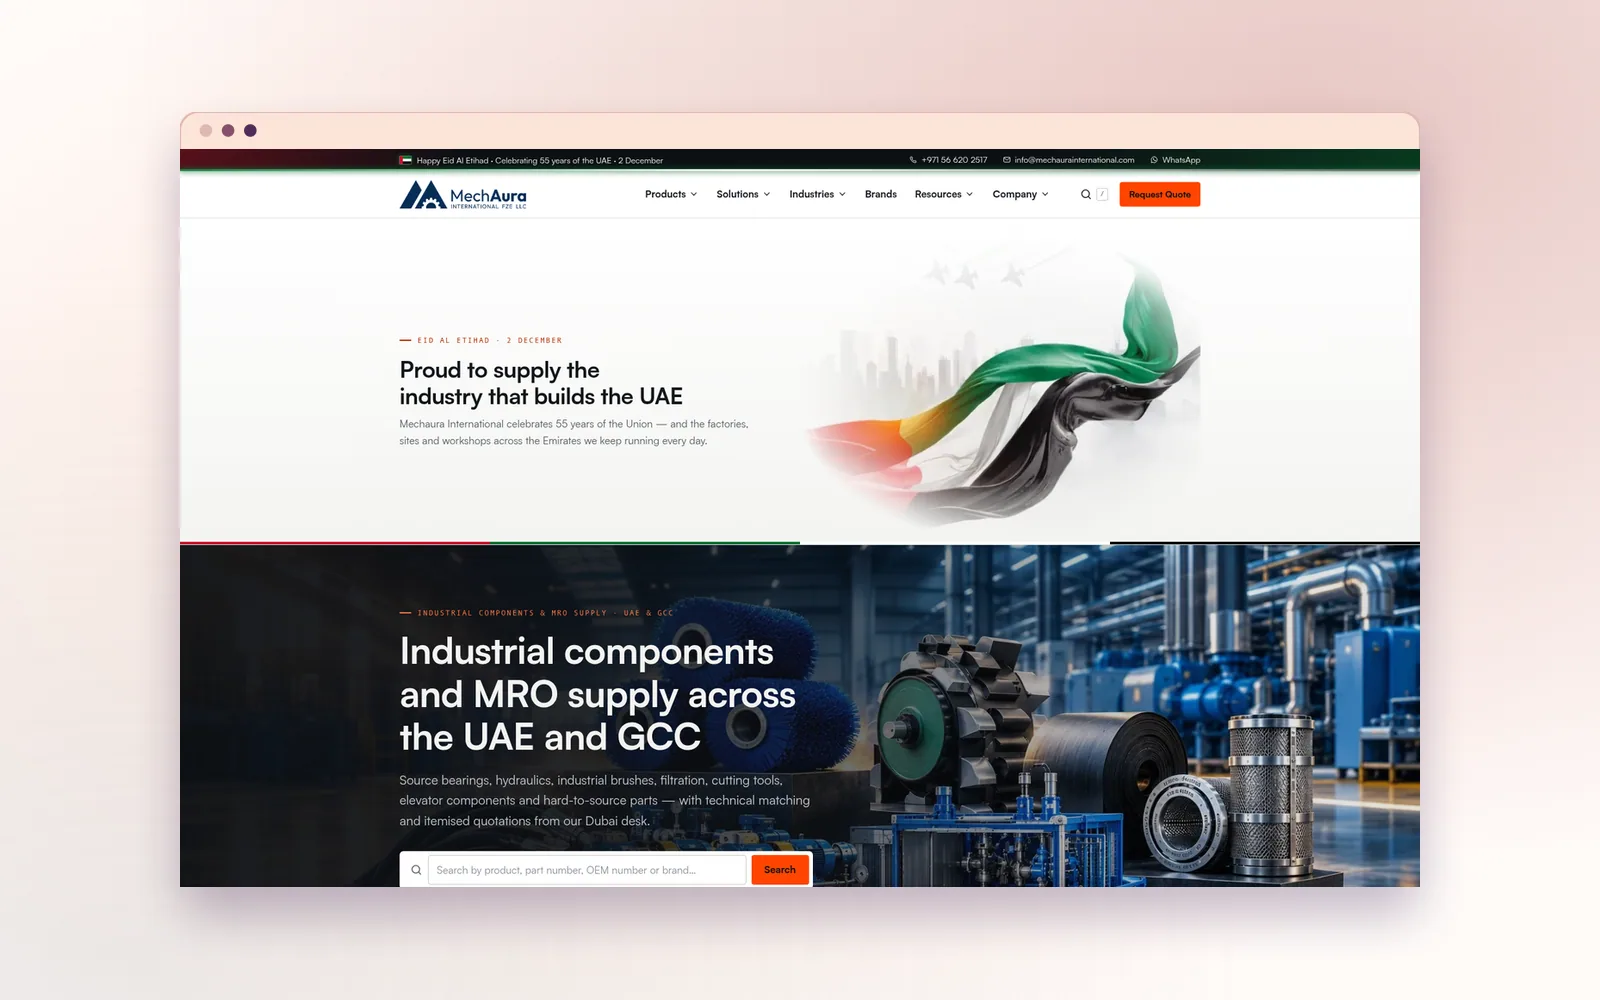 Happy Eid Al Etihad · Celebrating 55 years of the UAE · 2 December
+971 56 620 2517
info@mechaurainternational.com
WhatsApp
MechAura
INTERNATIONAL FZE LLC
Products
Solutions
Industries
Brands
Resources
Company
/
Request Quote
EID AL ETIHAD · 2 DECEMBER
Proud to supply the
industry that builds the UAE
Mechaura International celebrates 55 years of the Union — and the factories,
sites and workshops across the Emirates we keep running every day.
INDUSTRIAL COMPONENTS & MRO SUPPLY · UAE & GCC
Industrial components
and MRO supply across
the UAE and GCC
Source bearings, hydraulics, industrial brushes, filtration, cutting tools,
elevator components and hard-to-source parts — with technical matching
and itemised quotations from our Dubai desk.
Search by product, part number, OEM number or brand...
Search